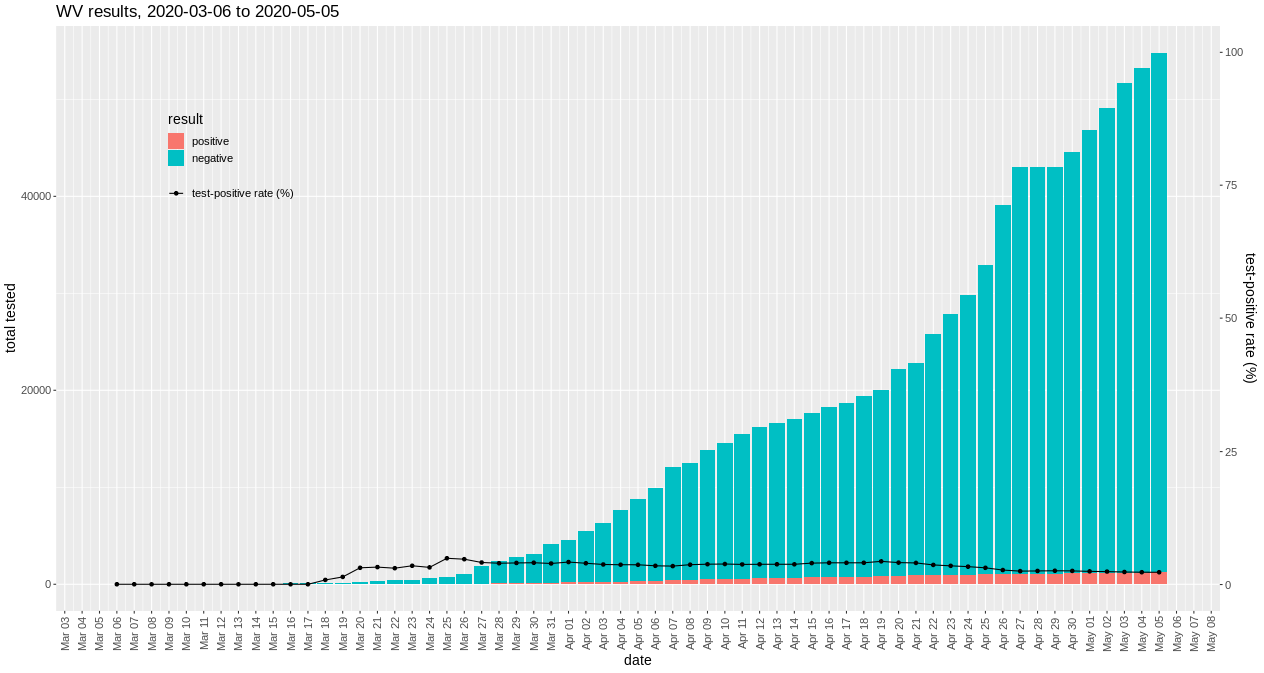 WV results, 2020-03-06 to 2020-05-05
result
positive
negative
test-positive rate (%)
total tested
40000
20000
0
100
75
50
25
0
test-positive rate (%)
Mar 03
Mar 04
Mar 05
Mar 06
Mar 07
Mar 08
Mar 09
Mar 10
Mar 11
Mar 12
Mar 13
Mar 14
Mar 15
Mar 16
Mar 17
Mar 18
Mar 19
Mar 20
Mar 21
Mar 22
Mar 23
Mar 24
Mar 25
Mar 26
Mar 27
Mar 28
Mar 29
Mar 30
Mar 31
Apr 01
Apr 02
Apr 03
Apr 04
Apr 05
Apr 06
Apr 07
Apr 08
Apr 09
Apr 10
Apr 11
Apr 12
Apr 13
Apr 14
Apr 15
Apr 16
Apr 17
Apr 18
Apr 19
Apr 20
Apr 21
Apr 22
Apr 23
Apr 24
Apr 25
Apr 26
Apr 27
Apr 28
Apr 29
Apr 30
May 01
May 02
May 03
May 04
May 05
May 06
May 07
May 08
date